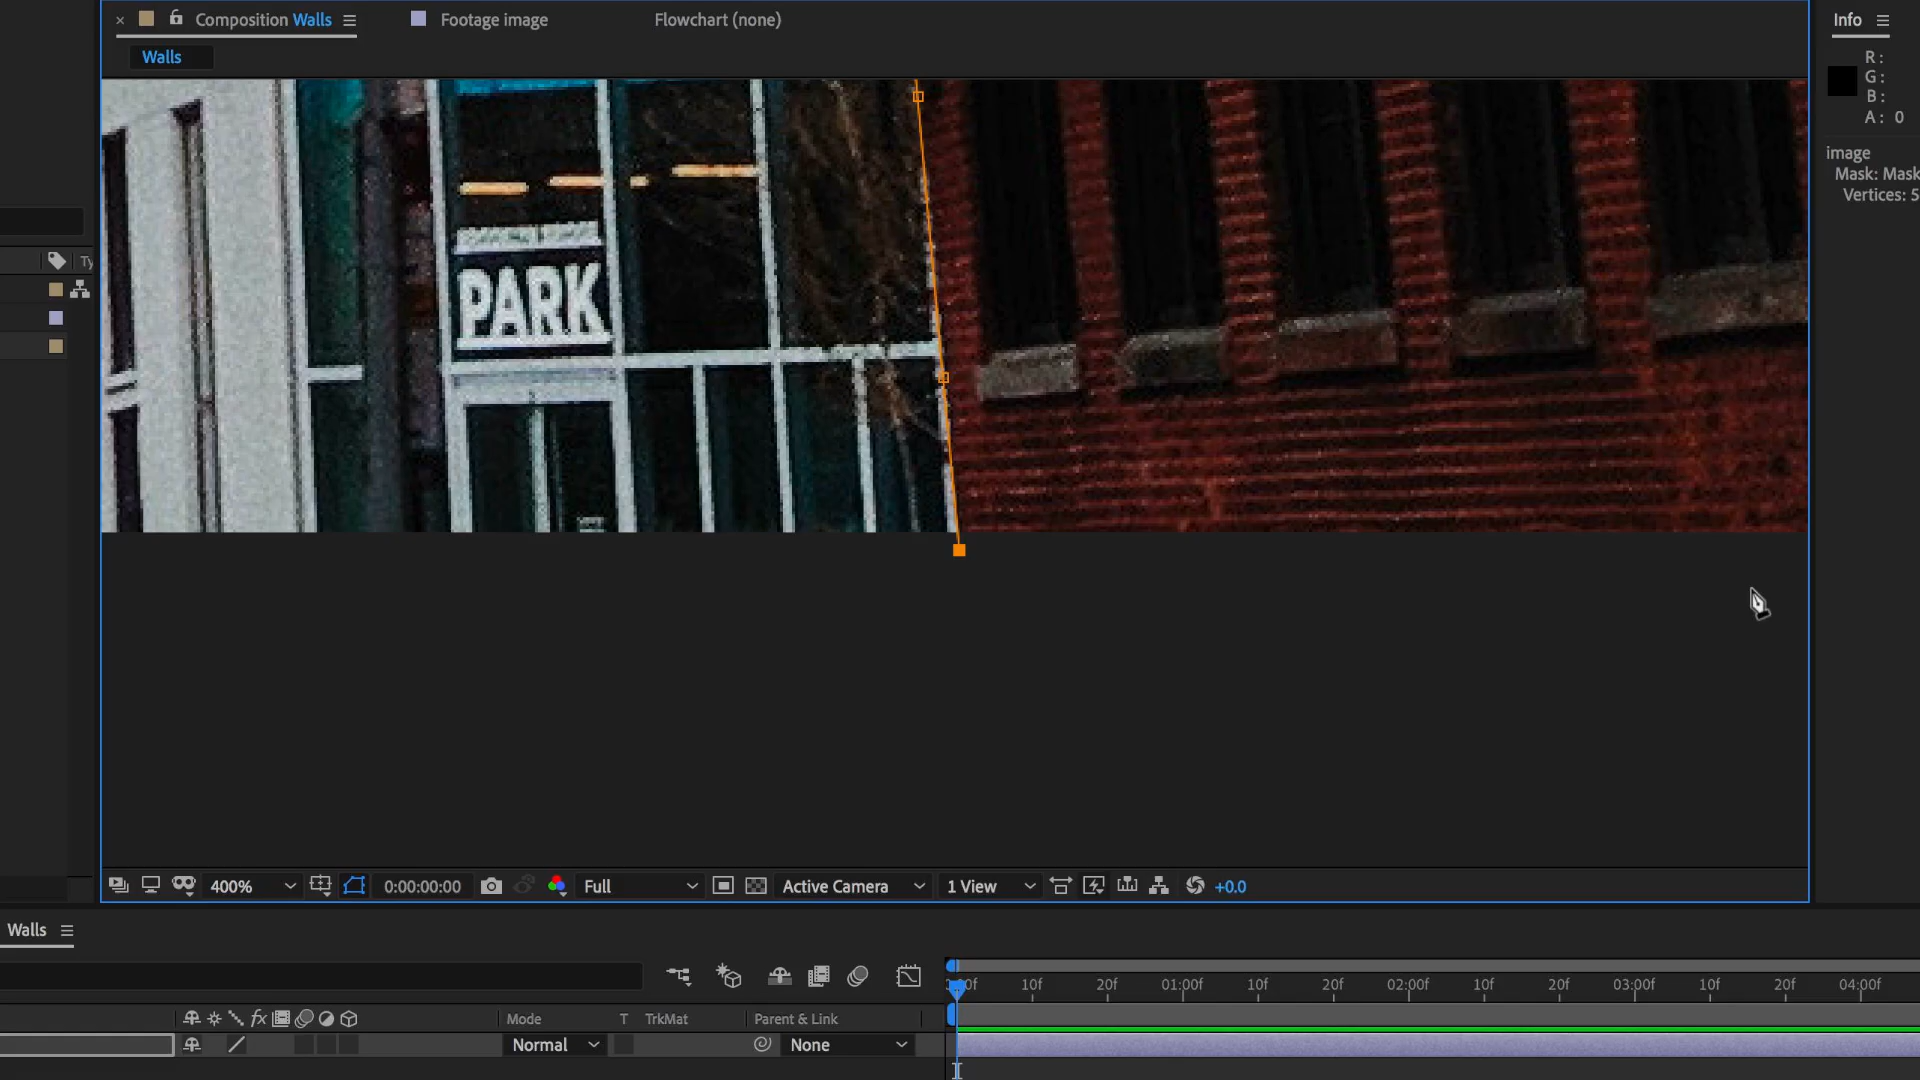 × Composition Walls
Footage image
Flowchart (none)
Info
Walls
R:
G:
B:
A: 0
image
Mask: Mask
Vertices: 5
Ty
PARK
400%
0:00:00:00
Full
Active Camera
1 View
+0.0
Walls
10f
20f
01:00f
10f
20f
02:00f
10f
20f
03:00f
10f
20f
04:00f
fx
Mode
T
TrkMat
Parent & Link
Normal
None